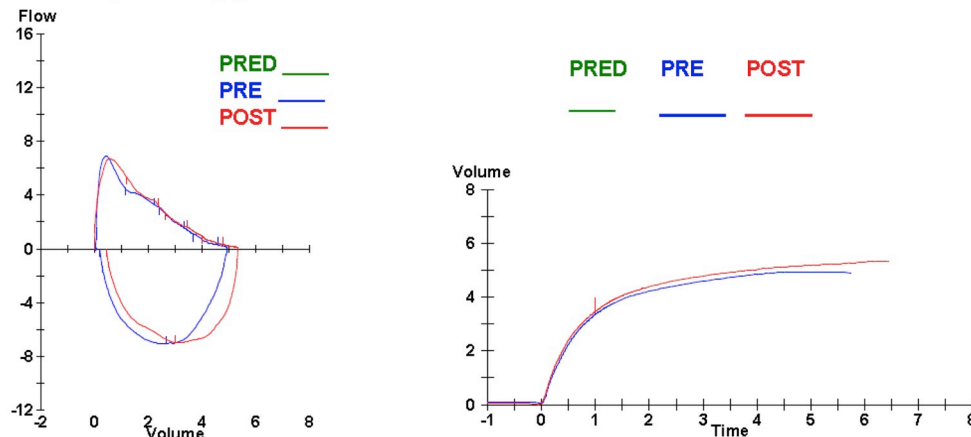 Flow
16
12
8
4
0
-4
-8
-12
-2 0 2 4 6 8
Volume
PRED
PRE
POST
PRED PRE POST
Volume
8
6
4
2
0
-1 0 1 2 3 4 5 6 7 8
Time